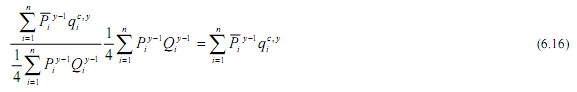 \frac{\sum_{i=1}^{n} \overline{P}_i^{y-1} q_i^{c,y}}{\frac{1}{4} \sum_{i=1}^{n} P_i^{y-1} Q_i^{y-1}} \frac{1}{4} \sum_{i=1}^{n} P_i^{y-1} Q_i^{y-1} = \sum_{i=1}^{n} \overline{P}_i^{y-1} q_i^{c,y} (6.16)